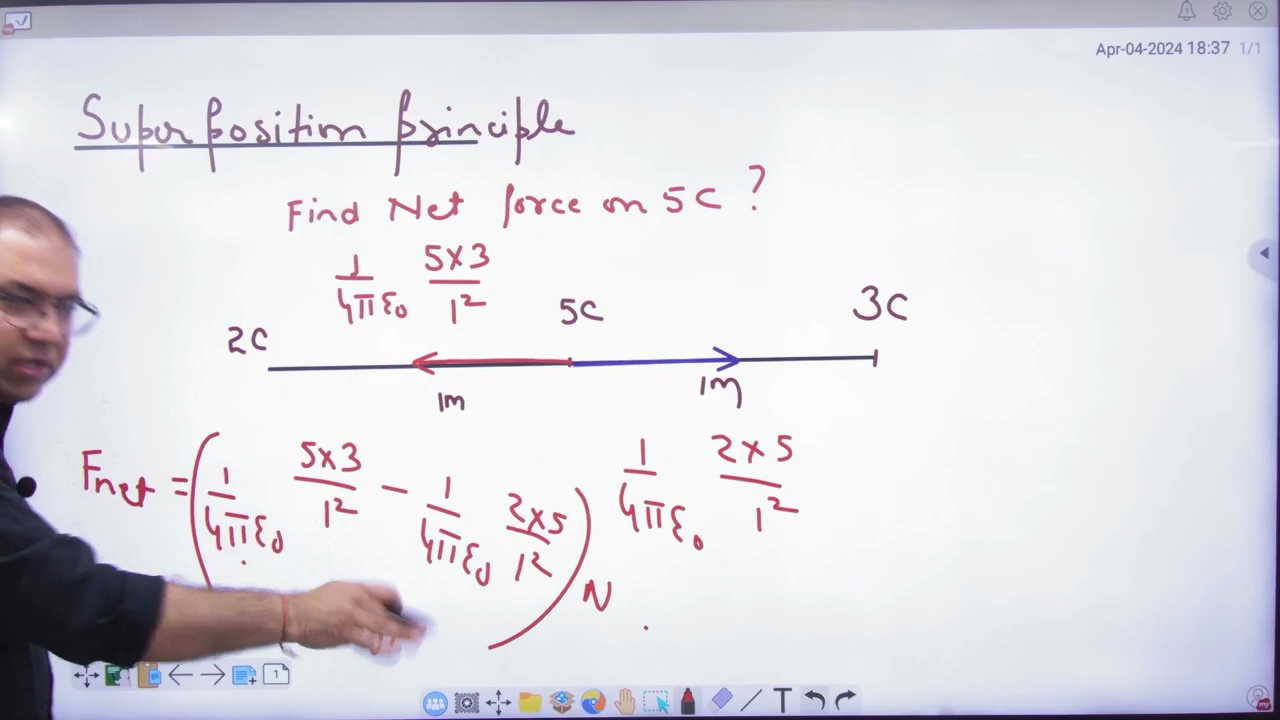 Apr-04-2024 18:37 1/1
Superposition principle
Find Net force on 5C ?
1/4πε₀ 5×3/1²
2C 5C 3C
1m 1m
Fnet = (1/4πε₀ 5×3/1² − 1/4πε₀ 2×5/1²) N 1/4πε₀ 2×5/1²
1
T